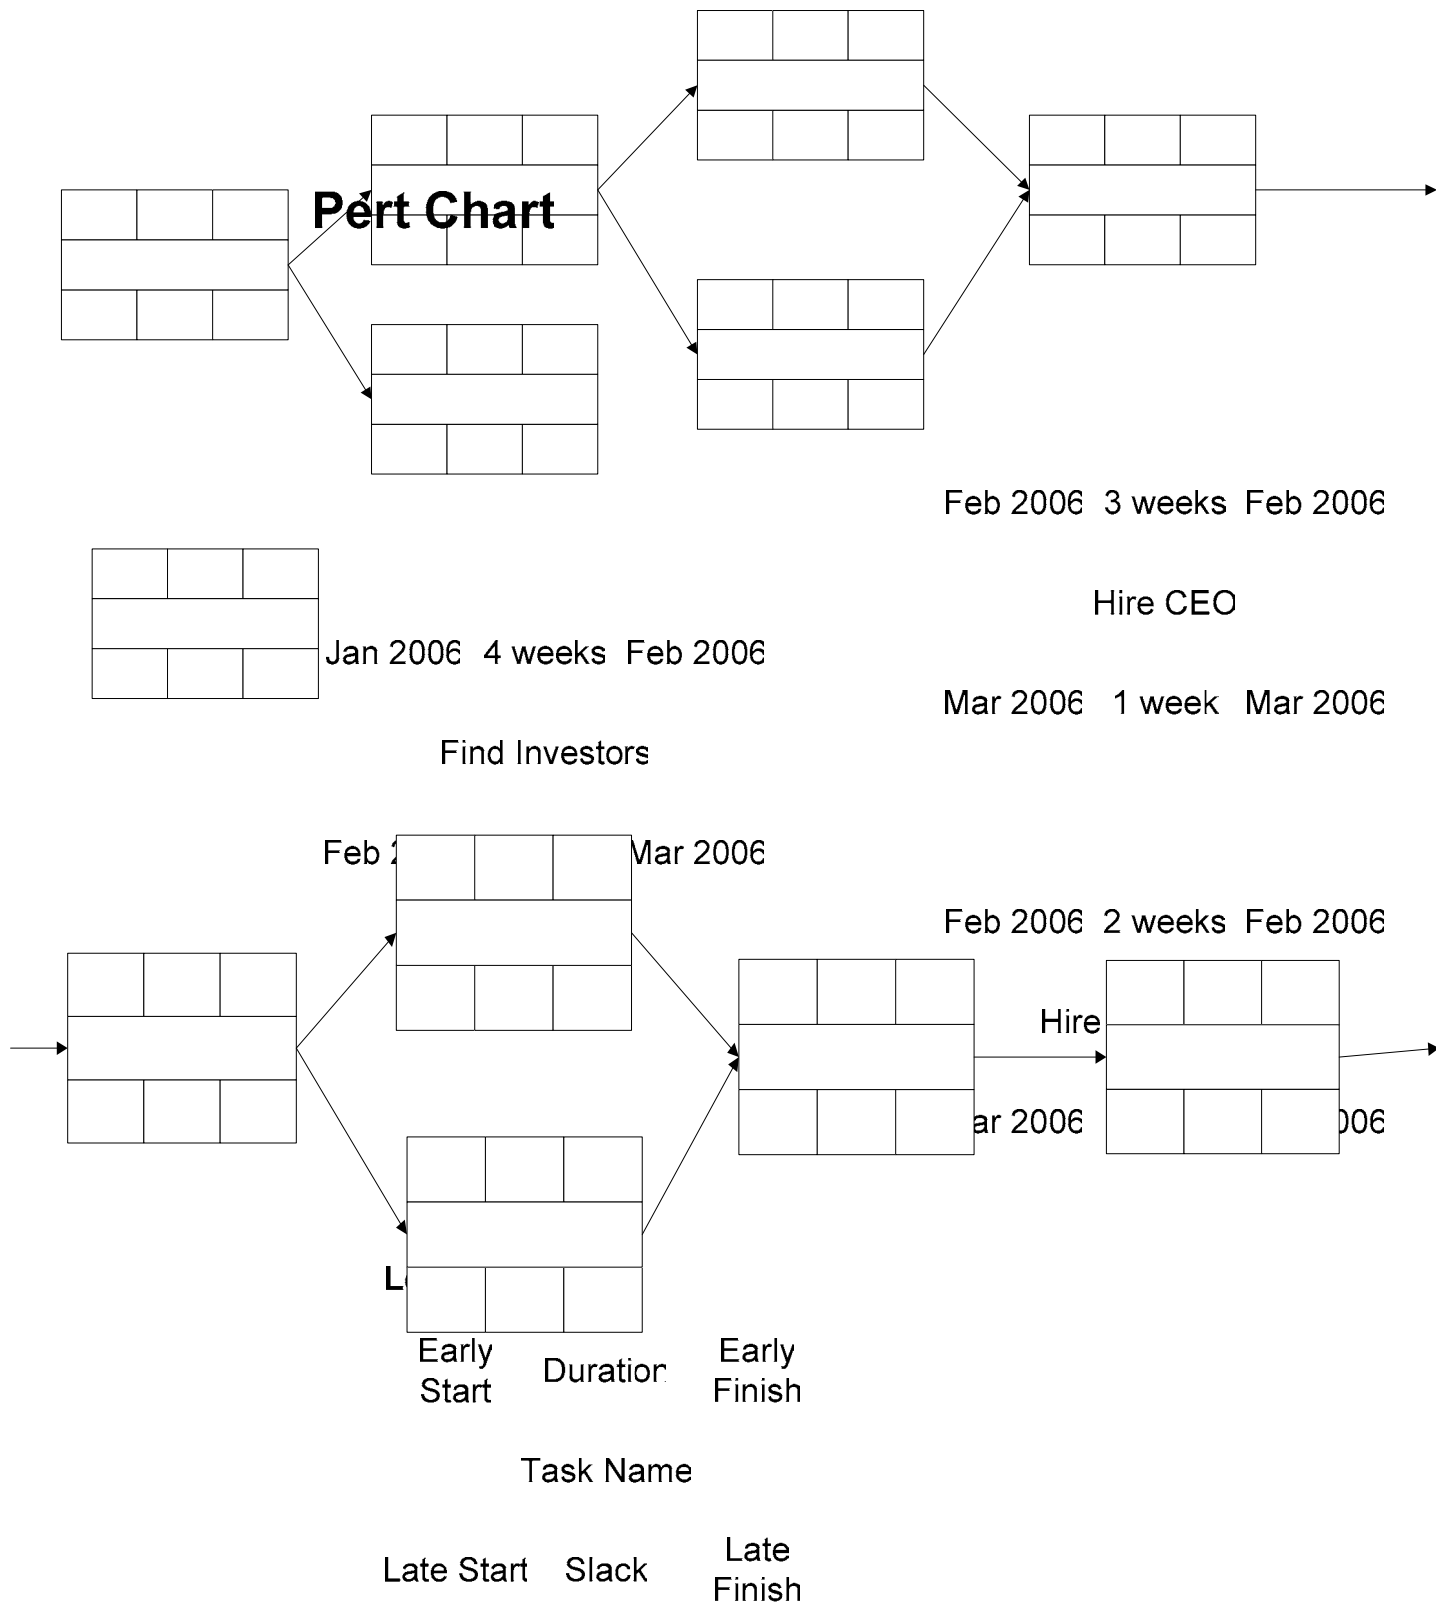 Pert Chart
Feb 2006 3 weeks Feb 2006
Hire CEO
Jan 2006 4 weeks Feb 2006
Mar 2006 1 week Mar 2006
Find Investors
Feb Mar 2006
Feb 2006 2 weeks Feb 2006
Hire
2006
Early Start
Duration
Early Finish
Task Name
Late Start
Slack
Late Finish